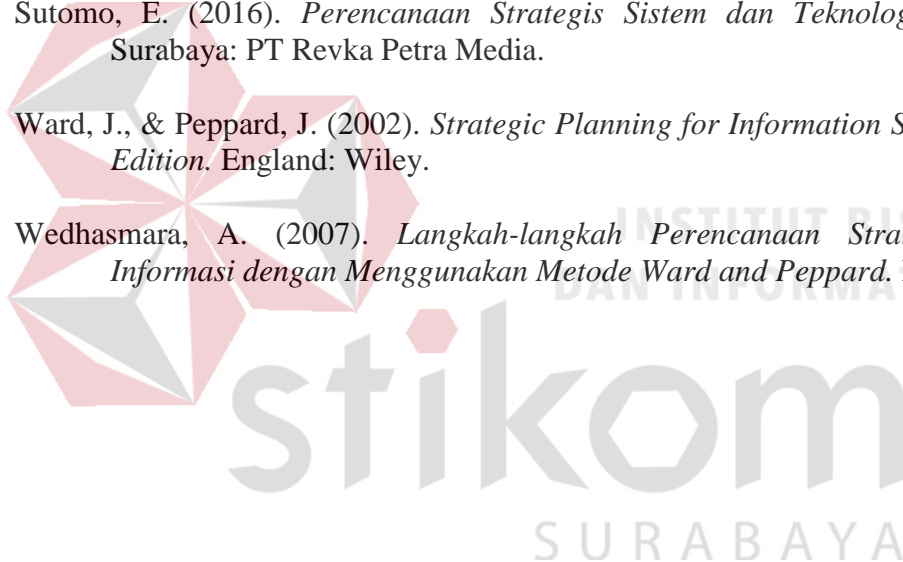 Sutomo, E. (2016). Perencanaan Strategis Sistem dan Teknolog
Surabaya: PT Revka Petra Media.
Ward, J., & Peppard, J. (2002). Strategic Planning for Information S
Edition. England: Wiley.
Wedhasmara, A. (2007). Langkah-langkah Perencanaan Stra
Informasi dengan Menggunakan Metode Ward and Peppard.
INSTITUT BIS
DAN INFORMA
stikom
SURABAYA